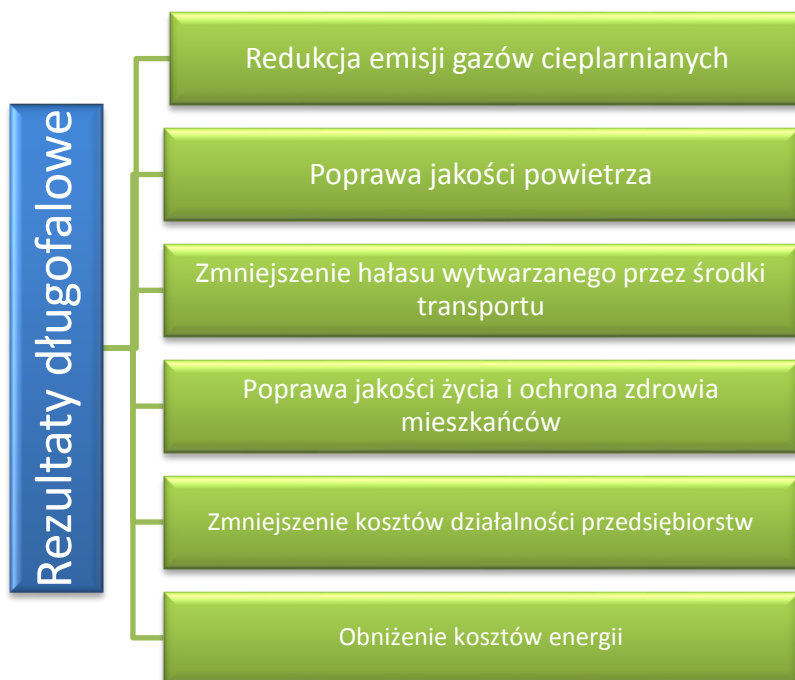 Rezultaty długofalowe
Redukcja emisji gazów cieplarnianych
Poprawa jakości powietrza
Zmniejszenie hałasu wytwarzanego przez środki
transportu
Poprawa jakości życia i ochrona zdrowia
mieszkańców
Zmniejszenie kosztów działalności przedsiębiorstw
Obniżenie kosztów energii